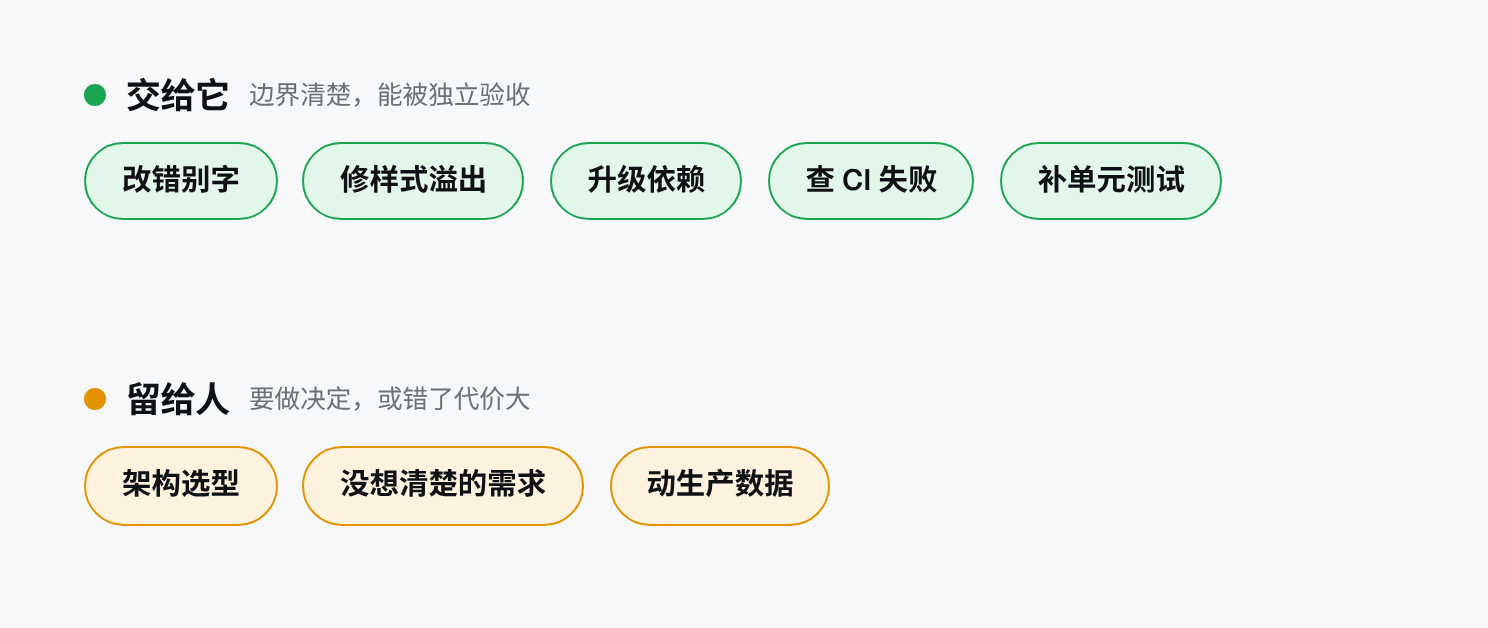 交给它 边界清楚，能被独立验收
改错别字 修样式溢出 升级依赖 查 CI 失败 补单元测试
留给人 要做决定，或错了代价大
架构选型 没想清楚的需求 动生产数据